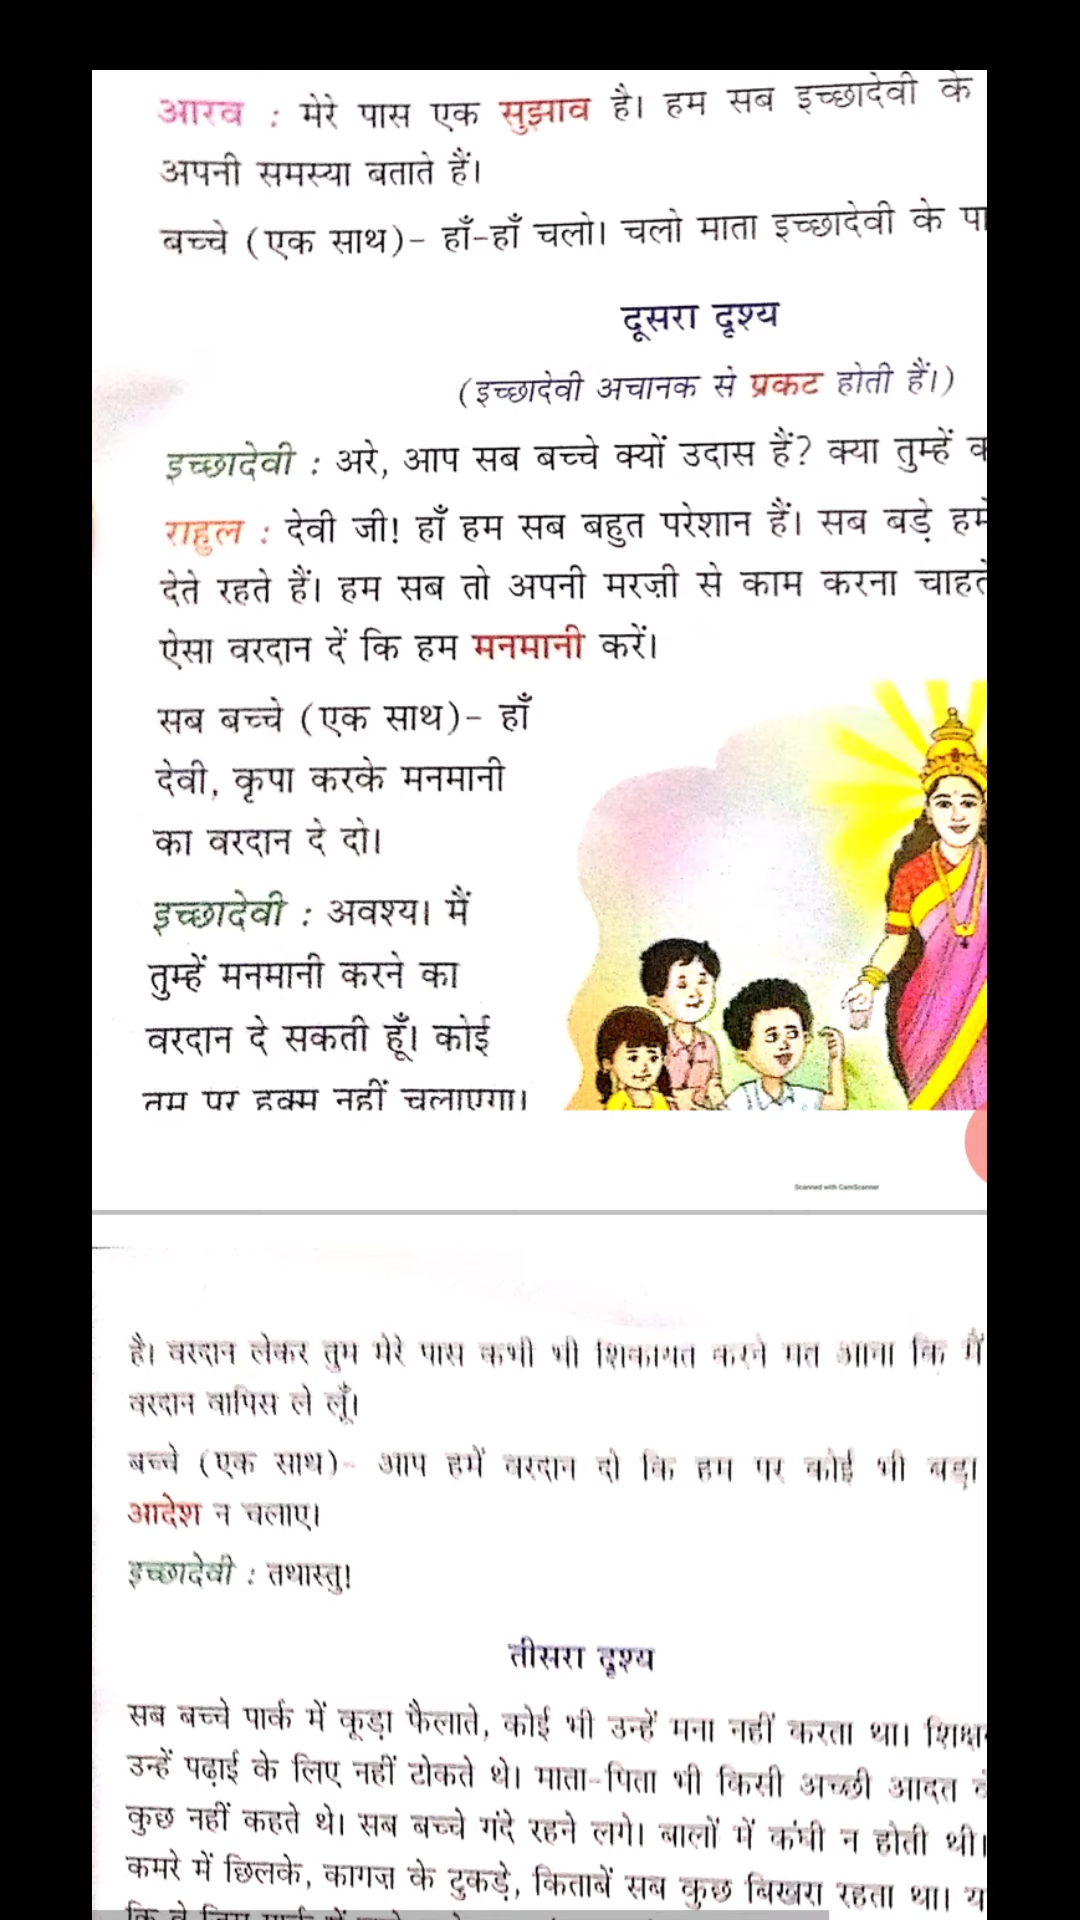 आरव : मेरे पास एक सुझाव है। हम सब इच्छादेवी के
अपनी समस्या बताते हैं।
बच्चे (एक साथ)- हाँ-हाँ चलो। चलो माता इच्छादेवी के
दूसरा दृश्य
(इच्छादेवी अचानक से प्रकट होती हैं।)
इच्छादेवी : अरे, आप सब बच्चे क्यों उदास हैं? क्या तुम्हें
राहुल : देवी जी! हाँ हम सब बहुत परेशान हैं। सब बड़े
देते रहते हैं। हम सब तो अपनी मरज़ी से काम करना
ऐसा वरदान दें कि हम मनमानी करें।
सब बच्चे (एक साथ)- हाँ
देवी, कृपा करके मनमानी
का वरदान दे दो।
इच्छादेवी : अवश्य। मैं
तुम्हें मनमानी करने का
वरदान दे सकती हूँ। कोई
तुम पर हुक्म नहीं चलाएगा।
Scanned with CamScanner
है। वरदान लेकर तुम मेरे पास कभी भी शिकायत करने मत आना कि मैं
वरदान वापिस ले लूँ।
बच्चे (एक साथ)- आप हमें वरदान दो कि हम पर कोई भी बड़ा
आदेश न चलाए।
इच्छादेवी : तथास्तु!
तीसरा दृश्य
सब बच्चे पार्क में कूड़ा फैलाते, कोई भी उन्हें मना नहीं करता था।
उन्हें पढ़ाई के लिए नहीं टोकते थे। माता-पिता भी किसी अच्छी आदत
कुछ नहीं कहते थे। सब बच्चे गंदे रहने लगे। बालों में कंघी न होती थी।
कमरे में छिलके, कागज़ के टुकड़े, किताबें सब कुछ बिखरा रहता था।